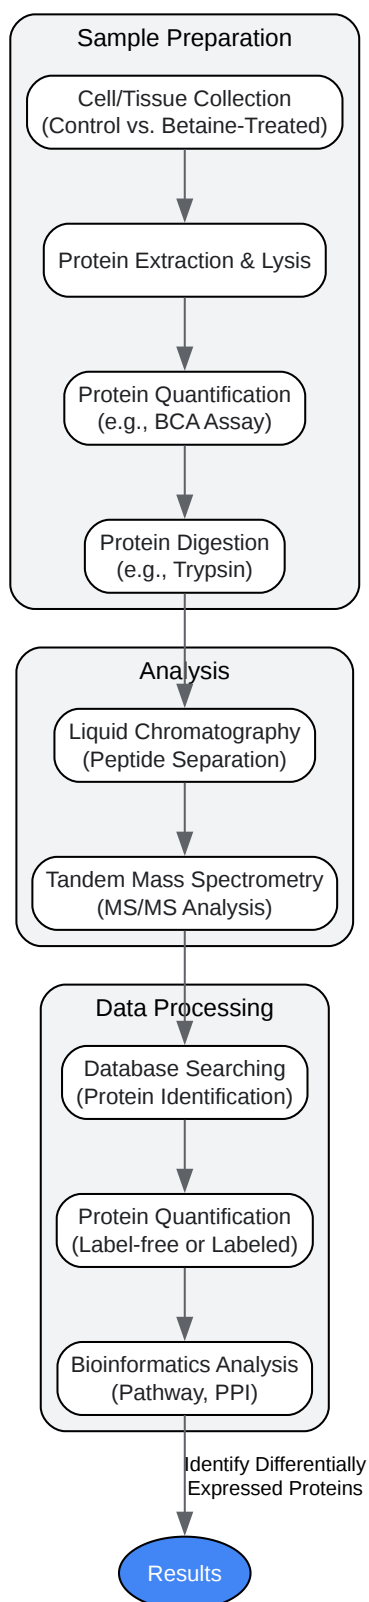 Sample Preparation
Cell/Tissue Collection
(Control vs. Betaine-Treated)
Protein Extraction & Lysis
Protein Quantification
(e.g., BCA Assay)
Protein Digestion
(e.g., Trypsin)
Analysis
Liquid Chromatography
(Peptide Separation)
Tandem Mass Spectrometry
(MS/MS Analysis)
Data Processing
Database Searching
(Protein Identification)
Protein Quantification
(Label-free or Labeled)
Bioinformatics Analysis
(Pathway, PPI)
Identify Differentially
Expressed Proteins
Results